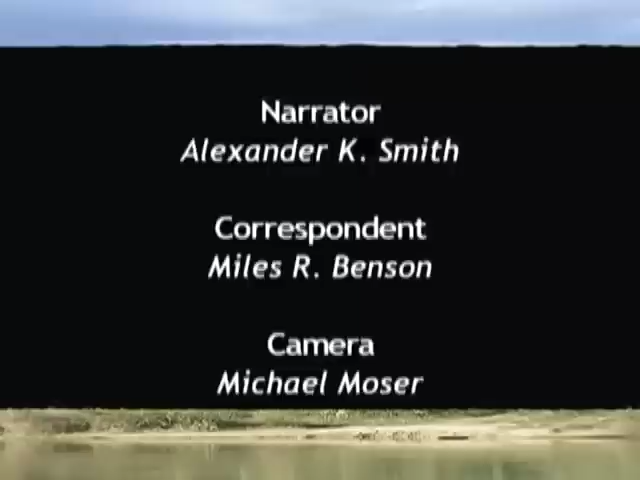 Narrator
Alexander K. Smith
Correspondent
Miles R. Benson
Camera
Michael Moser